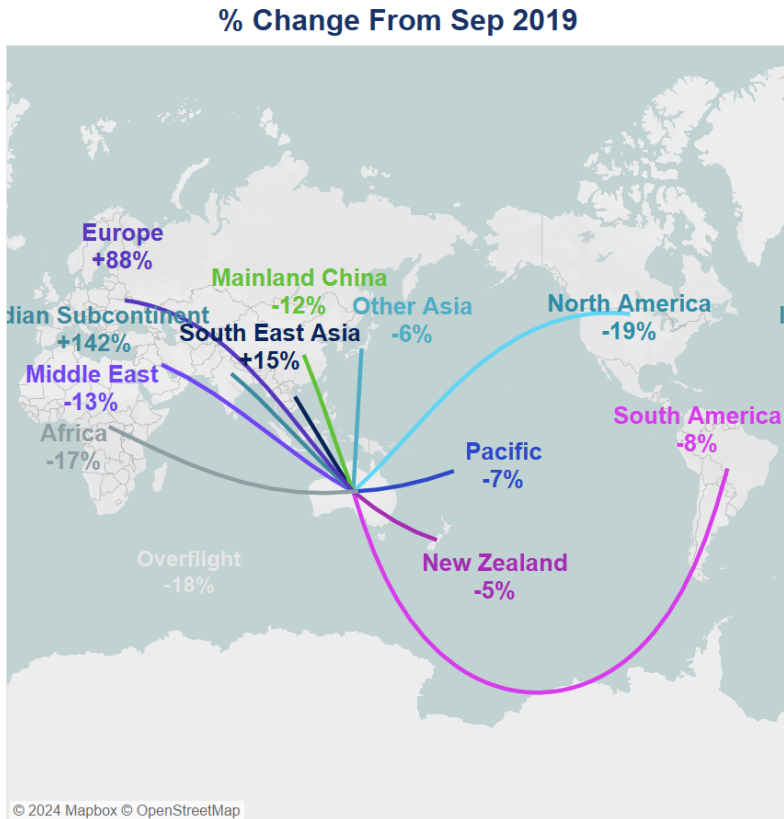 % Change From Sep 2019
Europe
+88%
Mainland China
-12%
Other Asia
-6%
North America
-19%
dian Subcontinent
+142%
South East Asia
+15%
Middle East
-13%
South America
-8%
Africa
-17%
Pacific
-7%
Overflight
-18%
New Zealand
-5%
© 2024 Mapbox © OpenStreetMap